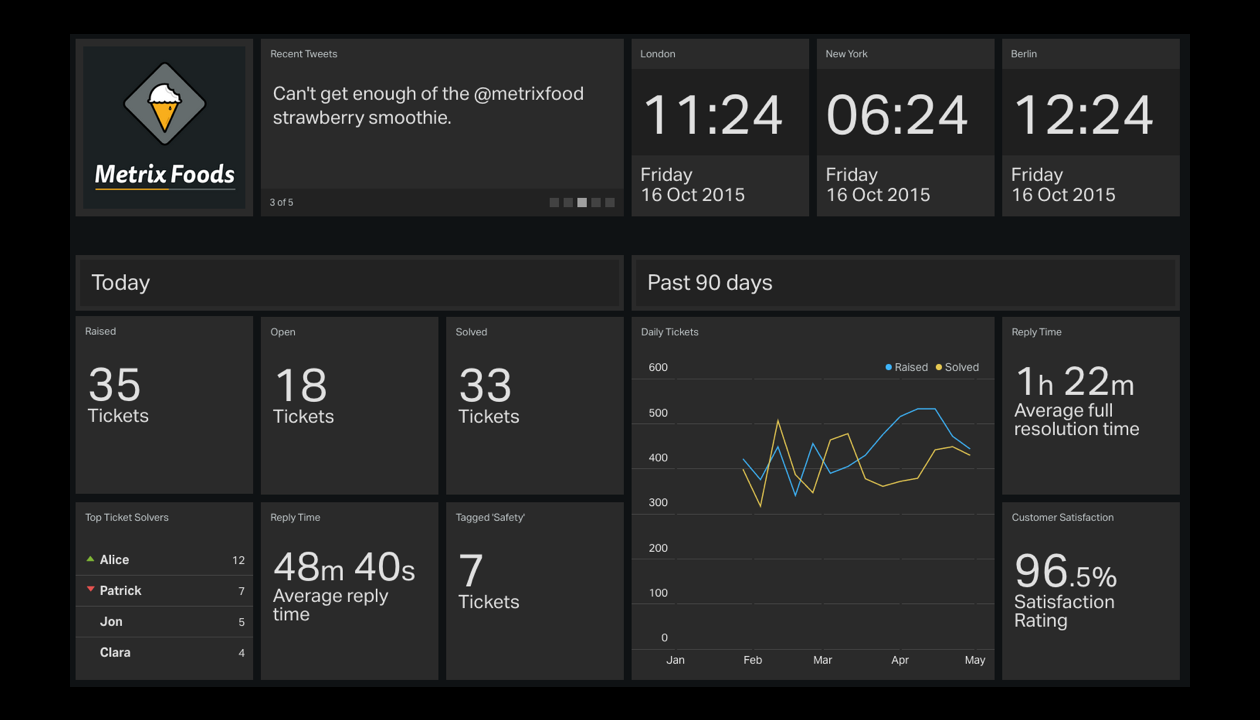 Metrix Foods
Recent Tweets
Can't get enough of the @metrixfood
strawberry smoothie.
3 of 5
London
11:24
Friday
16 Oct 2015
New York
06:24
Friday
16 Oct 2015
Berlin
12:24
Friday
16 Oct 2015
Today
Raised
35
Tickets
Open
18
Tickets
Solved
33
Tickets
Top Ticket Solvers
Alice 12
Patrick 7
Jon 5
Clara 4
Reply Time
48m 40s
Average reply
time
Tagged 'Safety'
7
Tickets
Past 90 days
Daily Tickets
Raised Solved
600
500
400
300
200
100
0
Jan Feb Mar Apr May
Reply Time
1h 22m
Average full
resolution time
Customer Satisfaction
96.5%
Satisfaction
Rating